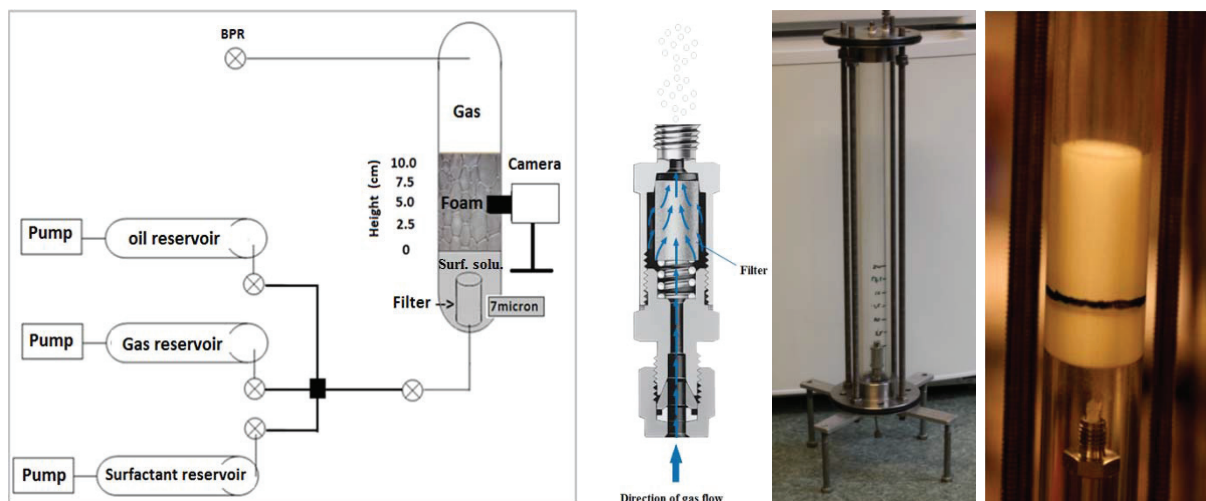 BPR
Gas
10.0
7.5
5.0
2.5
0
Height (cm)
Camera
Foam
Surf. solu.
Filter
7micron
Pump
oil reservoir
Pump
Gas reservoir
Pump
Surfactant reservoir
Filter
Direction of gas flow